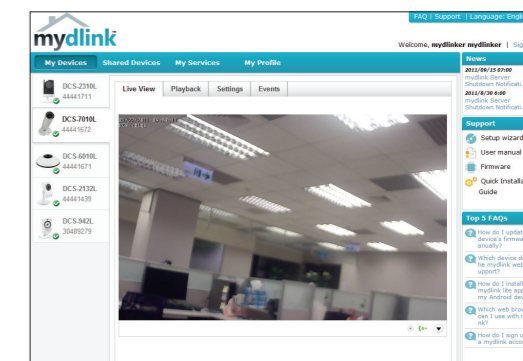 FAQ | Support | Language: Engli
mydlink
Welcome, mydlinker mydlinker | Sig
My Devices Shared Devices My Services My Profile
DCS-2310L
44441711
DCS-7010L
44441672
DCS-6010L
44441671
DCS-2132L
44441439
DCS-942L
30489279
Live View Playback Settings Events
News
2011/09/15 07:00
mydlink Server
Shutdown Notificati.
2011/8/30 6:00
mydlink Server
Shutdown Notificati.
Support
Setup wizard
User manual
Firmware
Quick Installa
Guide
Top 5 FAQs
How do I updat
device's firmwa
anually?
Which device d
he mydlink web
upport?
How do I install
mydlink lite app
my Android dev
Which web brow
can I use with m
nk?
How do I sign u
a mydlink acco